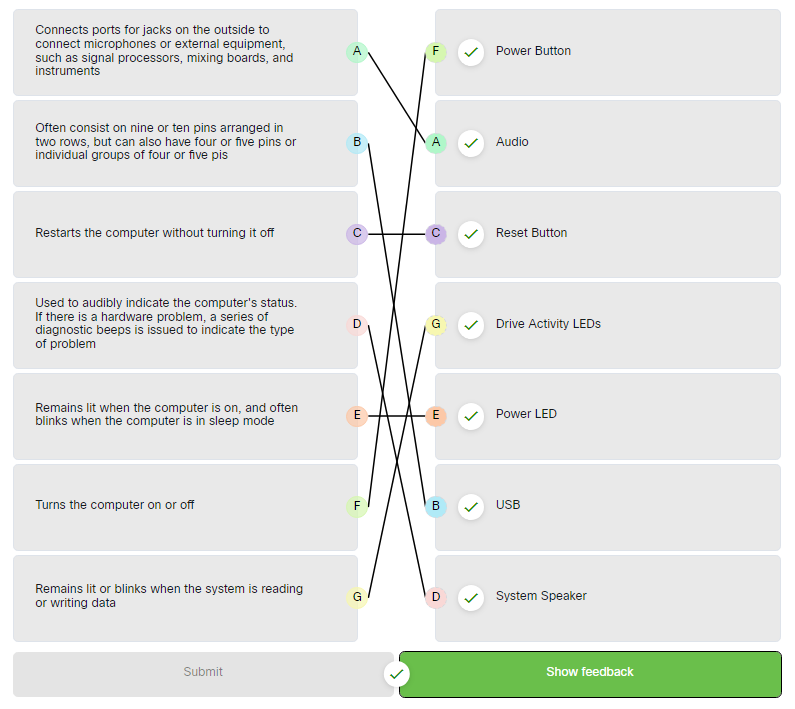 Connects ports for jacks on the outside to
connect microphones or external equipment,
such as signal processors, mixing boards, and
instruments
A
F
Power Button
Often consist on nine or ten pins arranged in
two rows, but can also have four or five pins or
individual groups of four or five pis
B
A
Audio
Restarts the computer without turning it off
C
C
Reset Button
Used to audibly indicate the computer's status.
If there is a hardware problem, a series of
diagnostic beeps is issued to indicate the type
of problem
D
G
Drive Activity LEDs
Remains lit when the computer is on, and often
blinks when the computer is in sleep mode
E
E
Power LED
Turns the computer on or off
F
B
USB
Remains lit or blinks when the system is reading
or writing data
G
D
System Speaker
Submit
Show feedback